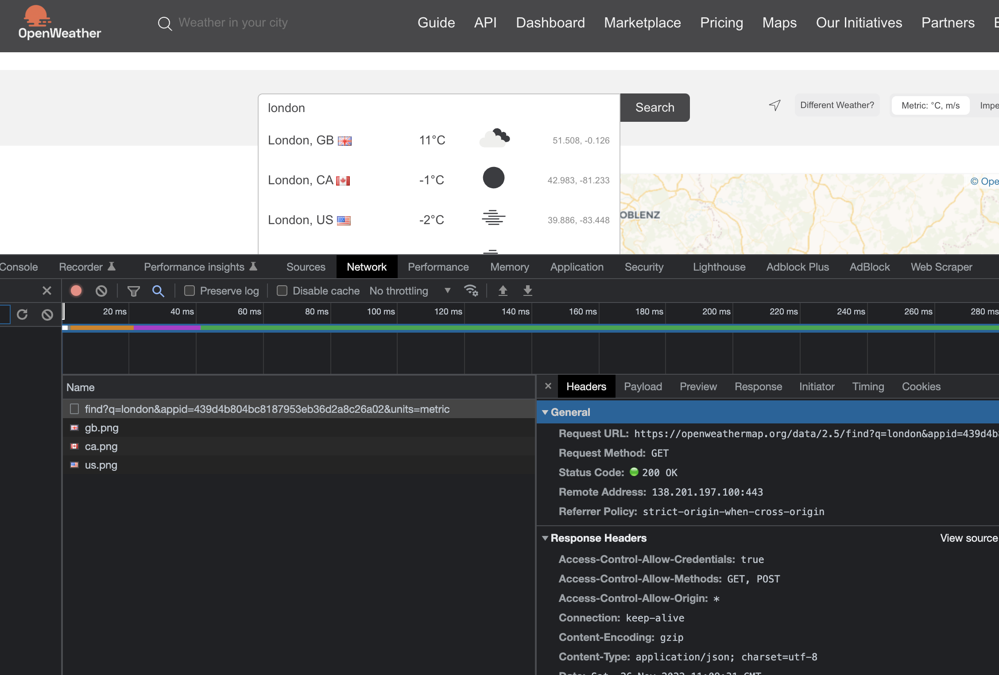 OpenWeather
Weather in your city
Guide API Dashboard Marketplace Pricing Maps Our Initiatives Partners
london
Search
Different Weather?
Metric: °C, m/s
Impe
London, GB 11°C 51.508, -0.126
London, CA -1°C 42.983, -81.233
London, US -2°C 39.886, -83.448
© Ope
OBLENZ
Console Recorder Performance insights Sources Network Performance Memory Application Security Lighthouse Adblock Plus AdBlock Web Scraper
Preserve log Disable cache No throttling
20 ms 40 ms 60 ms 80 ms 100 ms 120 ms 140 ms 160 ms 180 ms 200 ms 220 ms 240 ms 260 ms 280 ms
Name
find?q=london&appid=439d4b804bc8187953eb36d2a8c26a02&units=metric
gb.png
ca.png
us.png
Headers Payload Preview Response Initiator Timing Cookies
General
Request URL: https://openweathermap.org/data/2.5/find?q=london&appid=439d4b
Request Method: GET
Status Code: 200 OK
Remote Address: 138.201.197.100:443
Referrer Policy: strict-origin-when-cross-origin
Response Headers View source
Access-Control-Allow-Credentials: true
Access-Control-Allow-Methods: GET, POST
Access-Control-Allow-Origin: *
Connection: keep-alive
Content-Encoding: gzip
Content-Type: application/json; charset=utf-8
Date: Sat, 26 Nov 2022 11:09:31 GMT